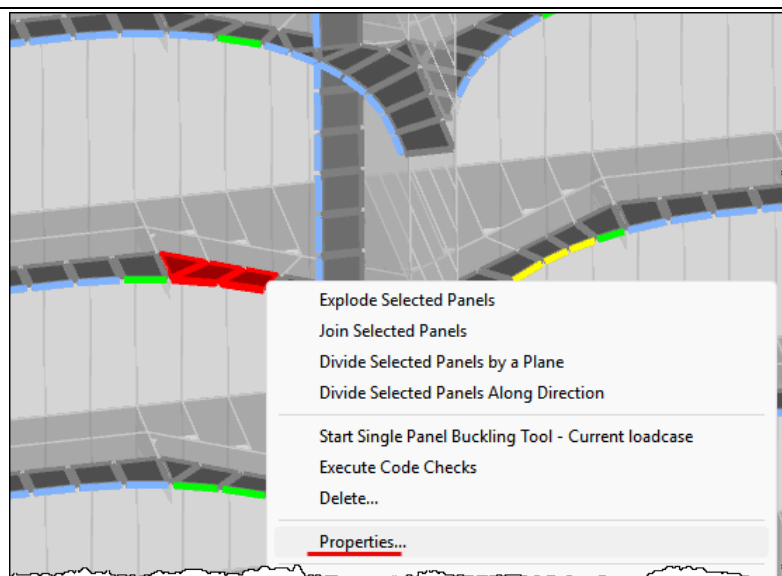 Explode Selected Panels
Join Selected Panels
Divide Selected Panels by a Plane
Divide Selected Panels Along Direction
Start Single Panel Buckling Tool - Current loadcase
Execute Code Checks
Delete...
Properties...